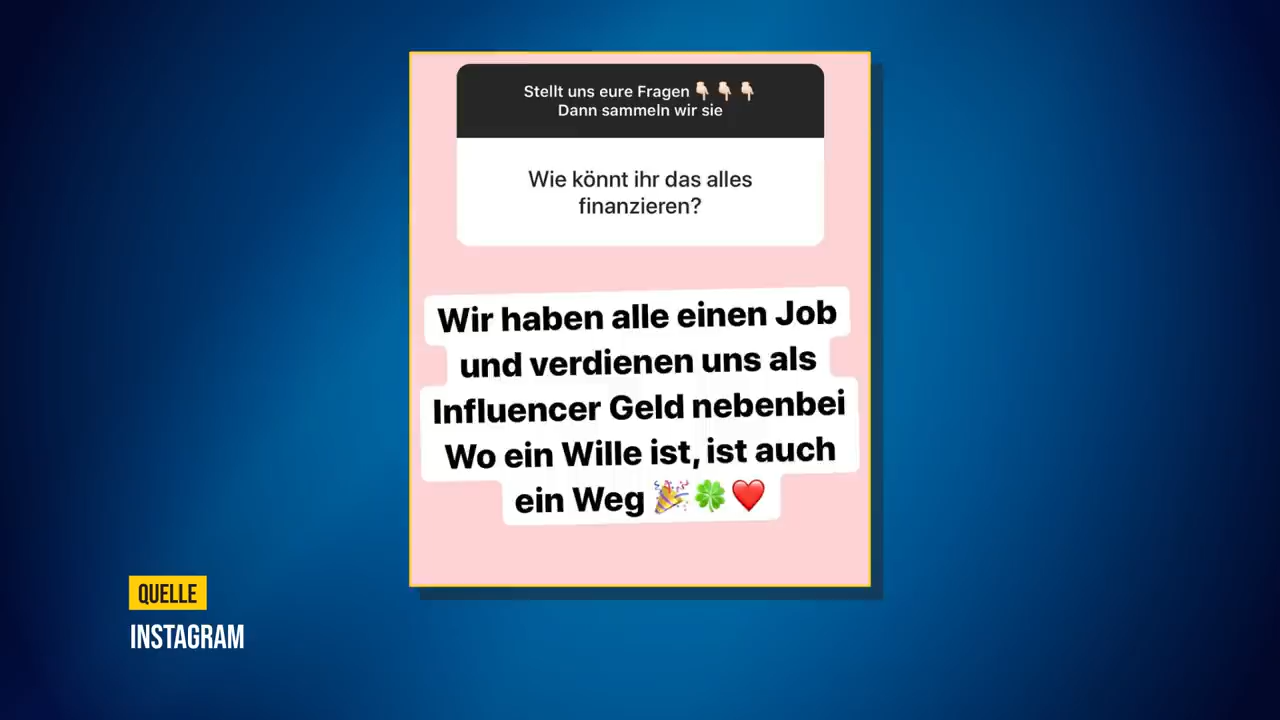 Stellt uns eure Fragen 👇🏻👇🏻👇🏻
Dann sammeln wir sie
Wie könnt ihr das alles
finanzieren?
Wir haben alle einen Job
und verdienen uns als
Influencer Geld nebenbei
Wo ein Wille ist, ist auch
ein Weg 🎉🍀❤️
QUELLE
INSTAGRAM